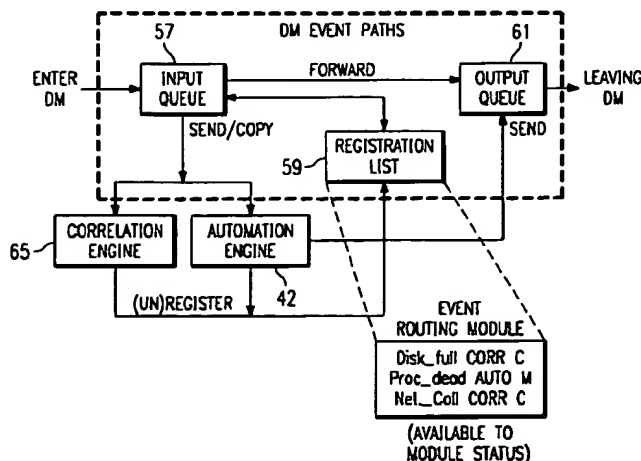 DM EVENT PATHS
57
61
ENTER
DM
INPUT
QUEUE
FORWARD
OUTPUT
QUEUE
LEAVING
DM
SEND/COPY
SEND
59
REGISTRATION
LIST
65
CORRELATION
ENGINE
AUTOMATION
ENGINE
42
(UN)REGISTER
EVENT
ROUTING MODULE
Disk_full CORR C
Proc_dead AUTO M
Net_Coll CORR C
(AVAILABLE TO
MODULE STATUS)